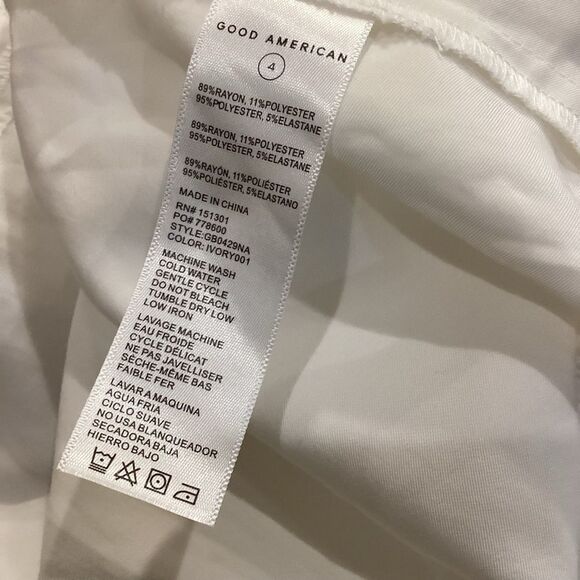 GOOD AMERICAN
4
89%RAYON, 11%POLYESTER
95%POLYESTER, 5%ELASTANE
89%RAYON, 11%POLYESTER
95%POLYESTER, 5%ELASTANE
89%RAYÓN, 11%POLIÉSTER
95%POLIÉSTER, 5%ELASTANO
MADE IN CHINA
RN# 151301
PO# 778600
STYLE:GB0429NA
COLOR: IVORY001
MACHINE WASH
COLD WATER
GENTLE CYCLE
DO NOT BLEACH
TUMBLE DRY LOW
LOW IRON
LAVAGE MACHINE
EAU FROIDE
CYCLE DÉLICAT
NE PAS JAVELLISER
SÈCHE-MÊME BAS
FAIBLE FER
LAVAR A MAQUINA
AGUA FRIA
CICLO SUAVE
NO USA BLANQUEADOR
SECADORA BAJA
HIERRO BAJO